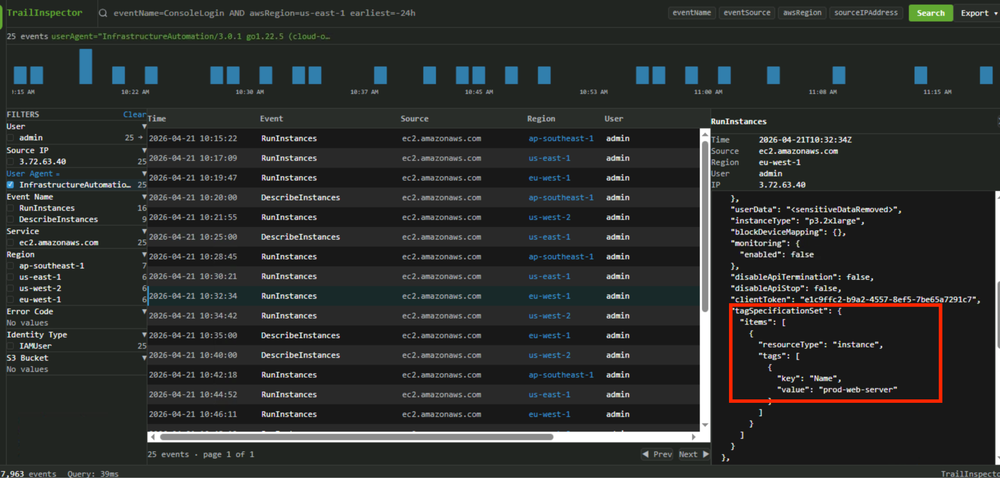 TrailInspector
eventName=ConsoleLogin AND awsRegion=us-east-1 earliest=-24h
eventName eventSource awsRegion sourceIPAddress Search Export ▾
25 events userAgent="InfrastructureAutomation/3.0.1 go1.22.5 (cloud-o…
:15 AM 10:22 AM 10:30 AM 10:37 AM 10:45 AM 10:53 AM 11:00 AM 11:08 AM 11:15 AM
FILTERS Clear
User ▼
admin 25 →
Source IP ▼
3.72.63.40 25
User Agent = ▼
InfrastructureAutomatio… 25
Event Name ▼
RunInstances 16
DescribeInstances 9
Service ▼
ec2.amazonaws.com 25
Region ▼
ap-southeast-1 7
us-east-1 6
us-west-2 6
eu-west-1 6
Error Code ▼
No values
Identity Type ▼
IAMUser 25
S3 Bucket ▼
No values
Time Event Source Region User
2026-04-21 10:15:22 RunInstances ec2.amazonaws.com ap-southeast-1 admin
2026-04-21 10:17:09 RunInstances ec2.amazonaws.com us-east-1 admin
2026-04-21 10:19:47 RunInstances ec2.amazonaws.com eu-west-1 admin
2026-04-21 10:20:00 DescribeInstances ec2.amazonaws.com ap-southeast-1 admin
2026-04-21 10:21:55 RunInstances ec2.amazonaws.com us-west-2 admin
2026-04-21 10:25:00 DescribeInstances ec2.amazonaws.com us-east-1 admin
2026-04-21 10:28:45 RunInstances ec2.amazonaws.com ap-southeast-1 admin
2026-04-21 10:30:21 RunInstances ec2.amazonaws.com us-east-1 admin
2026-04-21 10:32:34 RunInstances ec2.amazonaws.com eu-west-1 admin
2026-04-21 10:34:42 RunInstances ec2.amazonaws.com us-west-2 admin
2026-04-21 10:35:00 DescribeInstances ec2.amazonaws.com eu-west-1 admin
2026-04-21 10:40:00 DescribeInstances ec2.amazonaws.com us-west-2 admin
2026-04-21 10:42:18 RunInstances ec2.amazonaws.com ap-southeast-1 admin
2026-04-21 10:44:52 RunInstances ec2.amazonaws.com us-east-1 admin
2026-04-21 10:46:11 RunInstances ec2.amazonaws.com eu-west-1 admin
25 events · page 1 of 1 ◀ Prev Next ▶
RunInstances
Time 2026-04-21T10:32:34Z
Source ec2.amazonaws.com
Region eu-west-1
User admin
IP 3.72.63.40
},
"userData": "<sensitiveDataRemoved>",
"instanceType": "p3.2xlarge",
"blockDeviceMapping": {},
"monitoring": {
"enabled": false
},
"disableApiTermination": false,
"disableApiStop": false,
"clientToken": "e1c9ffc2-b9a2-4557-8ef5-7be65a7291c7",
"tagSpecificationSet": {
"items": [
{
"resourceType": "instance",
"tags": [
{
"key": "Name",
"value": "prod-web-server"
}
]
}
]
}
},
7,963 events Query: 39ms
TrailInspecto